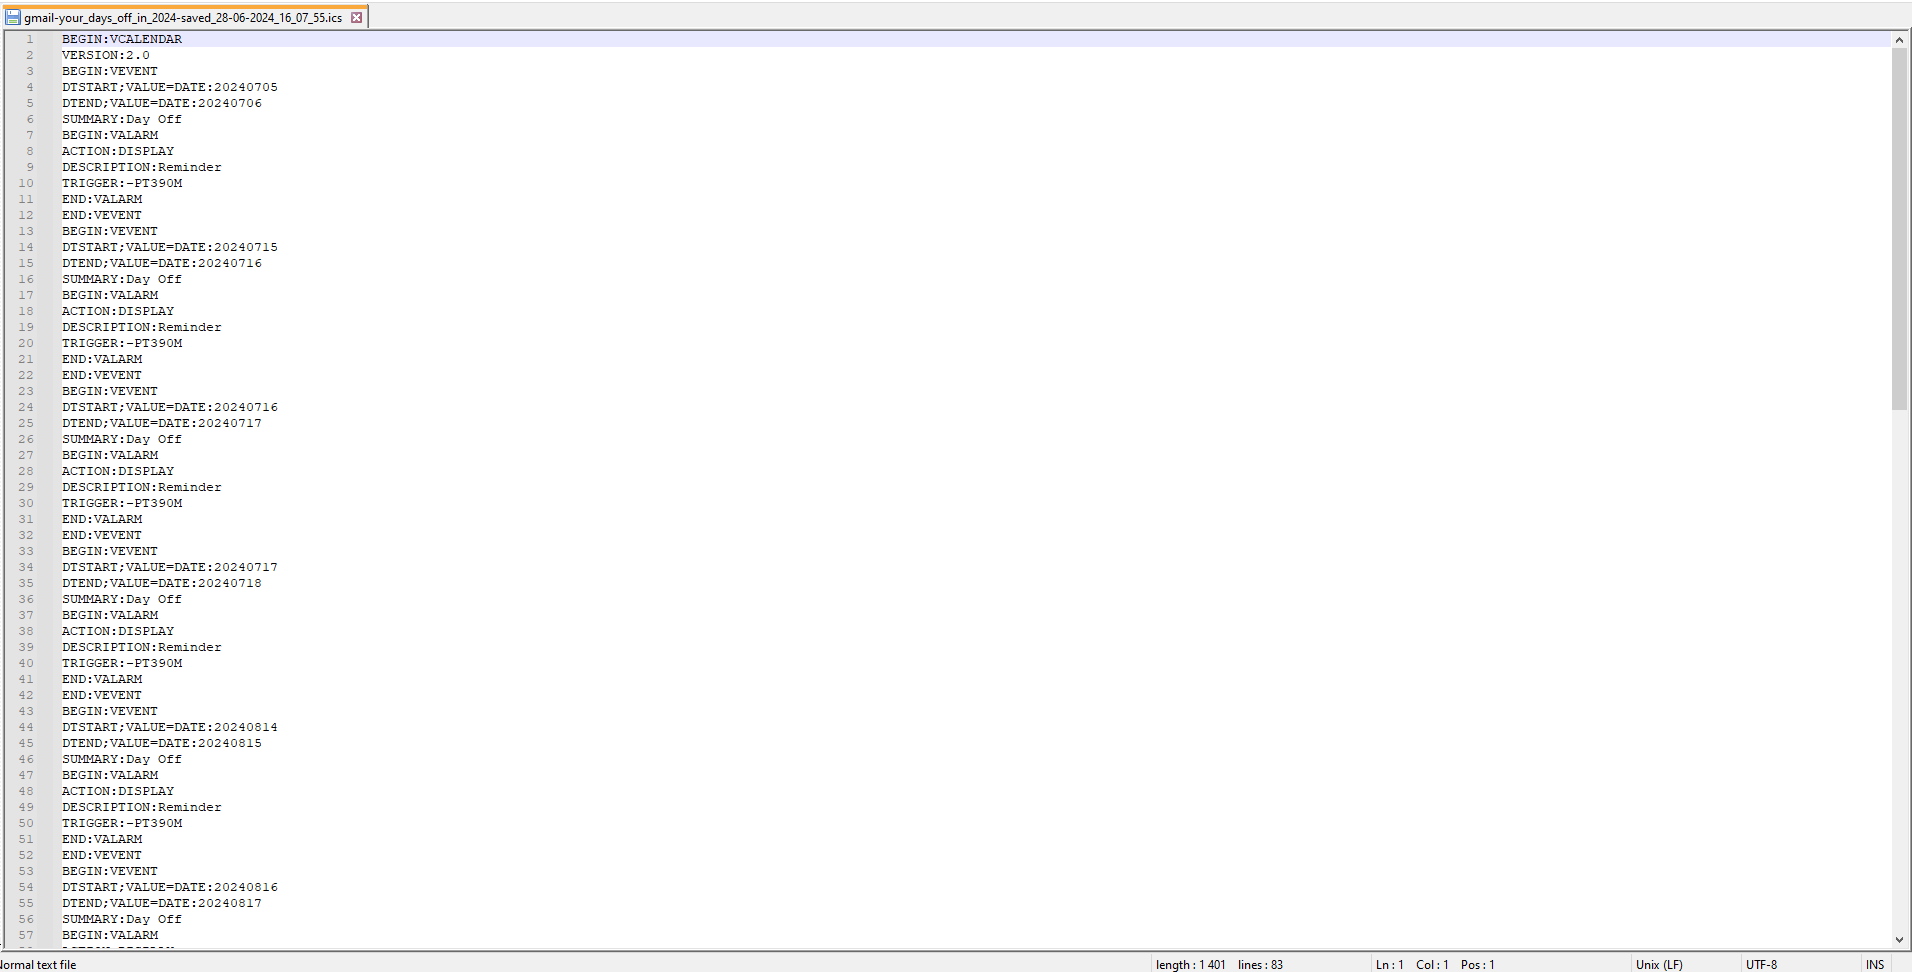 gmail-your_days_off_in_2024-saved_28-06-2024_16_07_55.ics
1 BEGIN:VCALENDAR
2 VERSION:2.0
3 BEGIN:VEVENT
4 DTSTART;VALUE=DATE:20240705
5 DTEND;VALUE=DATE:20240706
6 SUMMARY:Day Off
7 BEGIN:VALARM
8 ACTION:DISPLAY
9 DESCRIPTION:Reminder
10 TRIGGER:-PT390M
11 END:VALARM
12 END:VEVENT
13 BEGIN:VEVENT
14 DTSTART;VALUE=DATE:20240715
15 DTEND;VALUE=DATE:20240716
16 SUMMARY:Day Off
17 BEGIN:VALARM
18 ACTION:DISPLAY
19 DESCRIPTION:Reminder
20 TRIGGER:-PT390M
21 END:VALARM
22 END:VEVENT
23 BEGIN:VEVENT
24 DTSTART;VALUE=DATE:20240716
25 DTEND;VALUE=DATE:20240717
26 SUMMARY:Day Off
27 BEGIN:VALARM
28 ACTION:DISPLAY
29 DESCRIPTION:Reminder
30 TRIGGER:-PT390M
31 END:VALARM
32 END:VEVENT
33 BEGIN:VEVENT
34 DTSTART;VALUE=DATE:20240717
35 DTEND;VALUE=DATE:20240718
36 SUMMARY:Day Off
37 BEGIN:VALARM
38 ACTION:DISPLAY
39 DESCRIPTION:Reminder
40 TRIGGER:-PT390M
41 END:VALARM
42 END:VEVENT
43 BEGIN:VEVENT
44 DTSTART;VALUE=DATE:20240814
45 DTEND;VALUE=DATE:20240815
46 SUMMARY:Day Off
47 BEGIN:VALARM
48 ACTION:DISPLAY
49 DESCRIPTION:Reminder
50 TRIGGER:-PT390M
51 END:VALARM
52 END:VEVENT
53 BEGIN:VEVENT
54 DTSTART;VALUE=DATE:20240816
55 DTEND;VALUE=DATE:20240817
56 SUMMARY:Day Off
57 BEGIN:VALARM
ormal text file length : 1 401 lines : 83 Ln : 1 Col : 1 Pos : 1 Unix (LF) UTF-8 INS